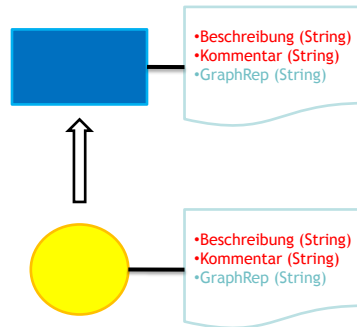 •Beschreibung (String)
•Kommentar (String)
•GraphRep (String)
•Beschreibung (String)
•Kommentar (String)
•GraphRep (String)